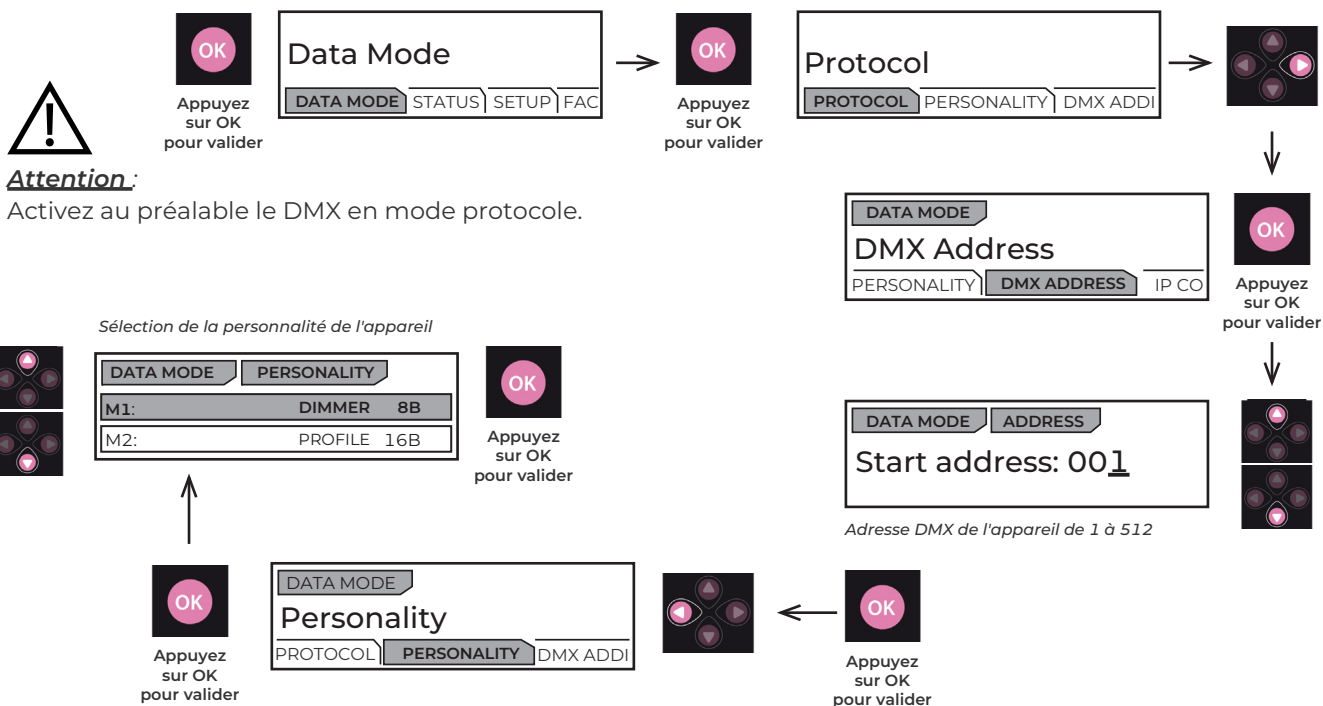 OK
Appuyez
sur OK
pour valider
Data Mode
DATA MODE STATUS SETUP FAC
OK
Appuyez
sur OK
pour valider
Protocol
PROTOCOL PERSONALITY DMX ADDI
Attention :
Activez au préalable le DMX en mode protocole.
DATA MODE
DMX Address
PERSONALITY DMX ADDRESS IP CO
OK
Appuyez
sur OK
pour valider
DATA MODE ADDRESS
Start address: 001
Adresse DMX de l'appareil de 1 à 512
OK
Appuyez
sur OK
pour valider
DATA MODE
Personality
PROTOCOL PERSONALITY DMX ADDI
OK
Appuyez
sur OK
pour valider
Sélection de la personnalité de l'appareil
DATA MODE PERSONALITY
M1: DIMMER 8B
M2: PROFILE 16B
OK
Appuyez
sur OK
pour valider